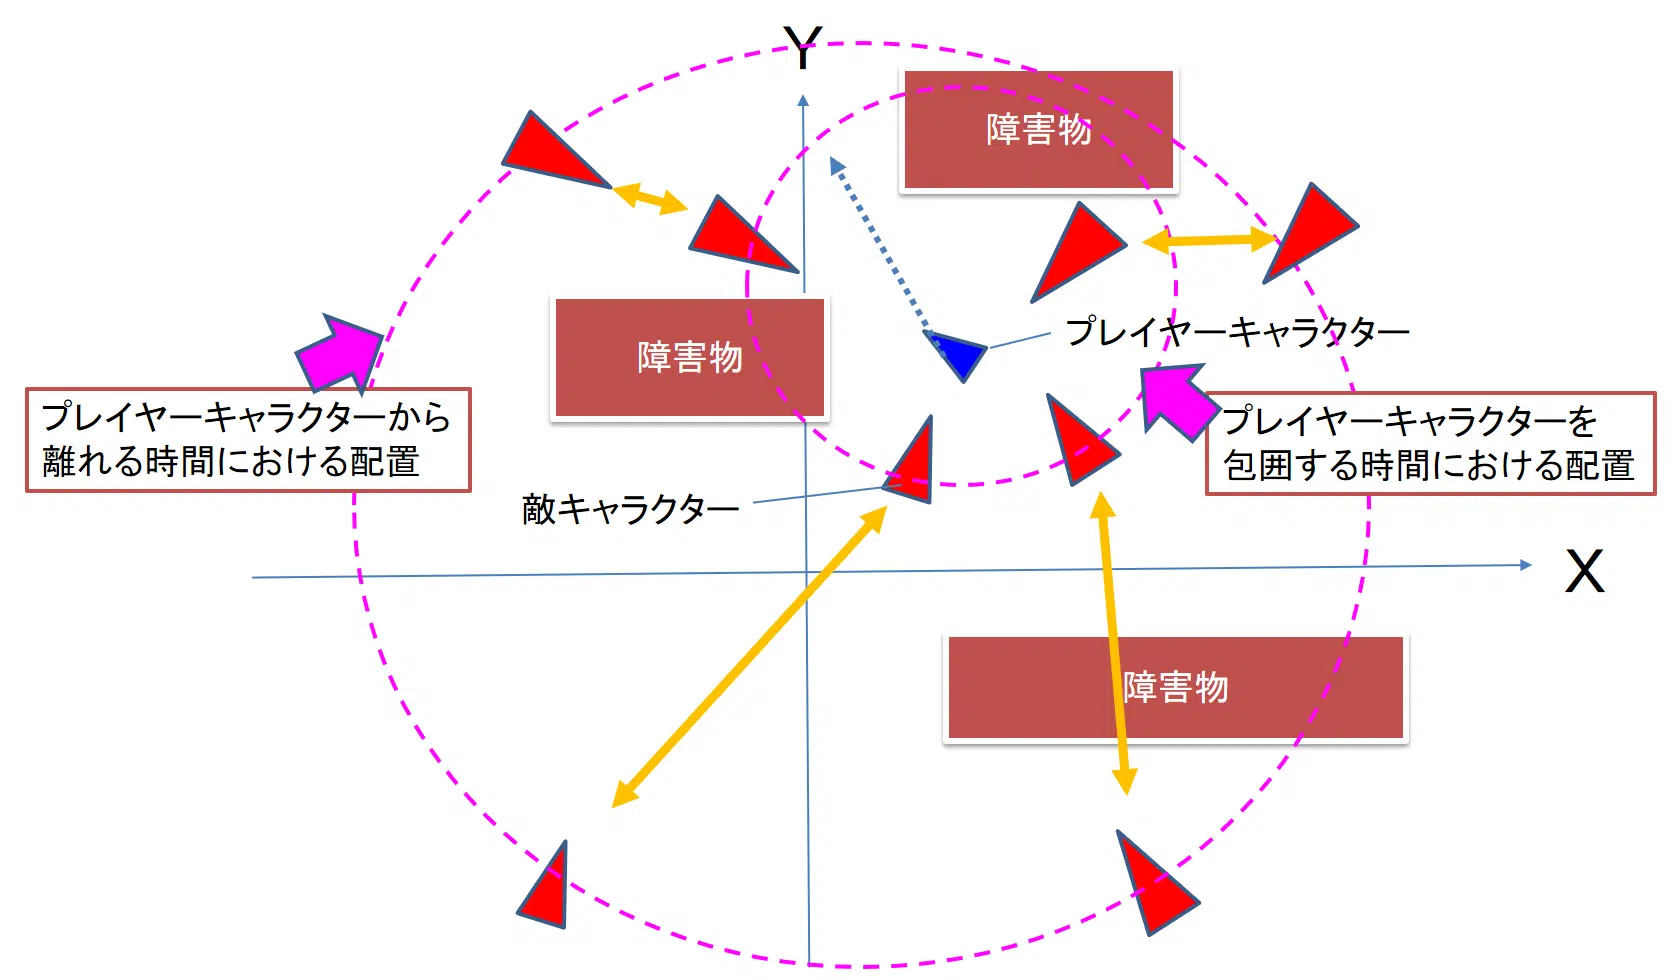 Y
障害物
プレイヤーキャラクター
障害物
プレイヤーキャラクターから
離れる時間における配置
プレイヤーキャラクターを
包囲する時間における配置
敵キャラクター
X
障害物